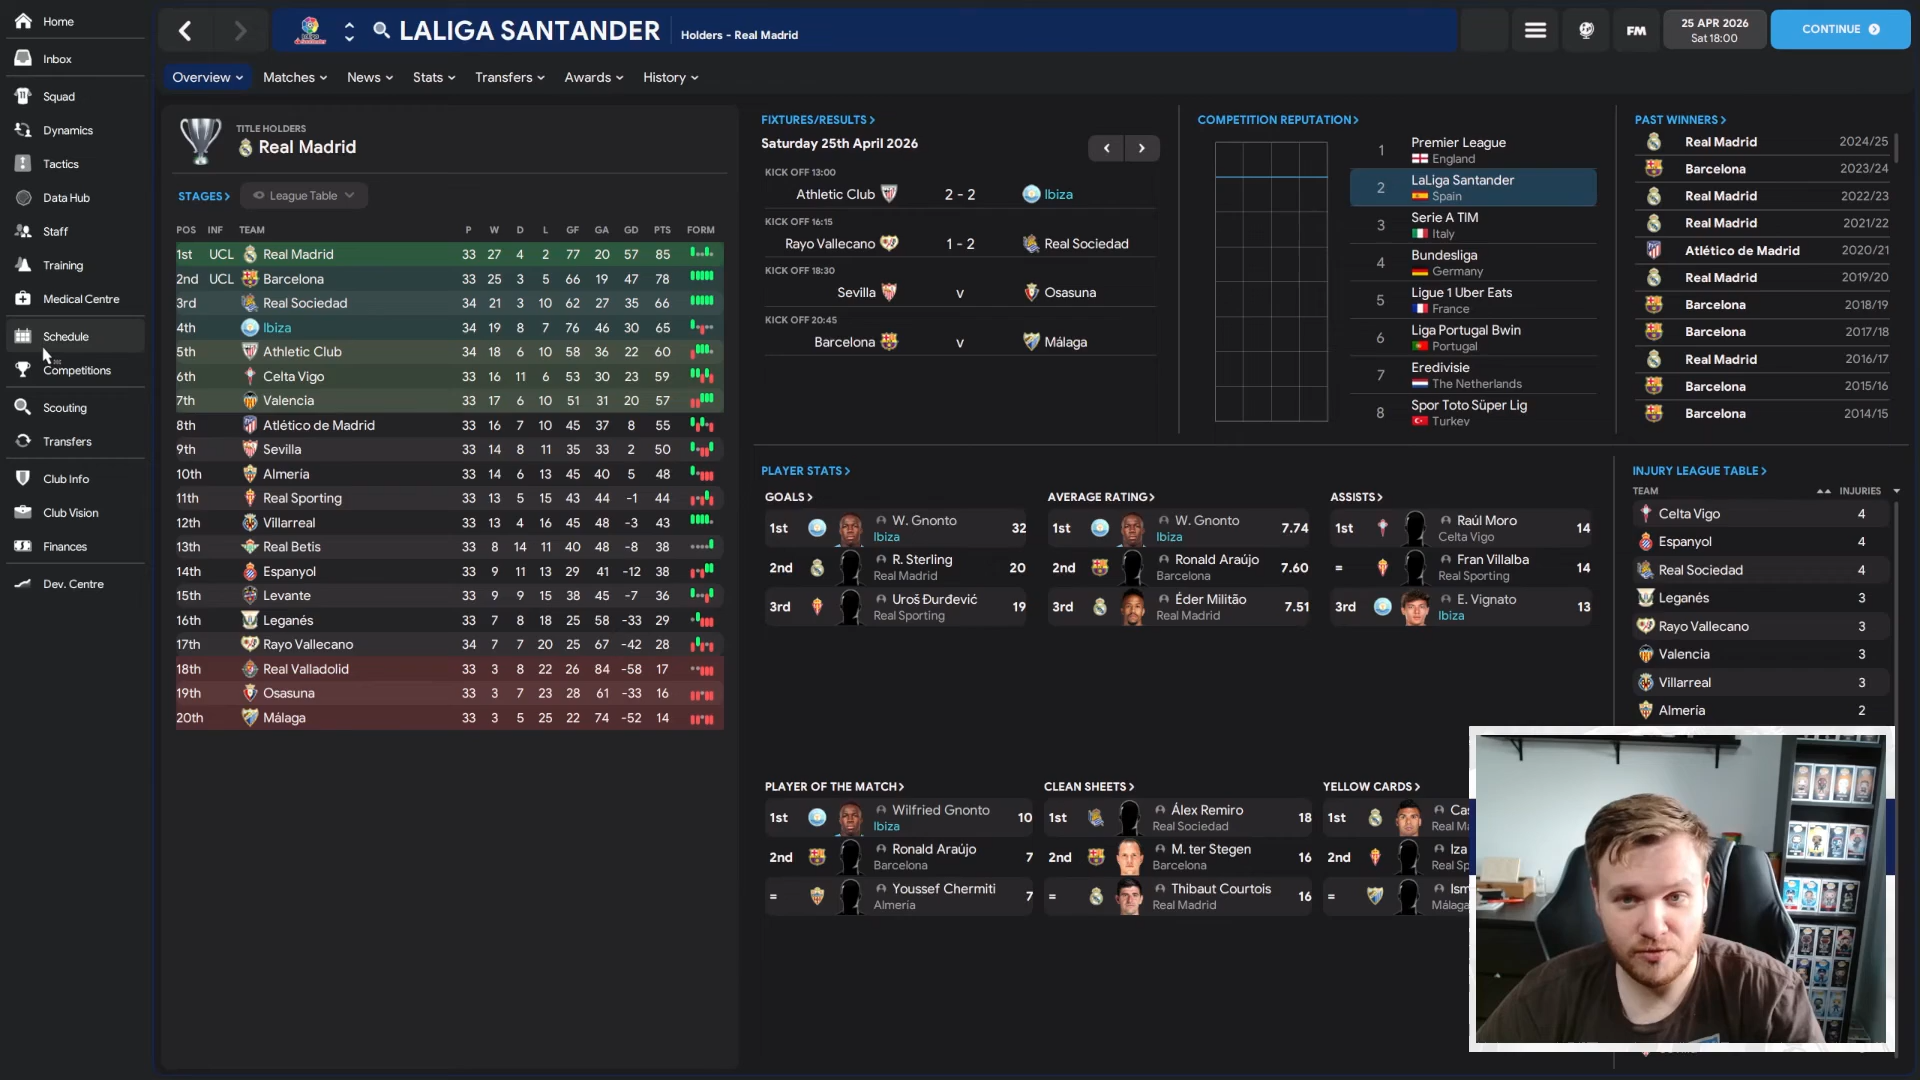 Home
Inbox
Squad
Dynamics
Tactics
Data Hub
Staff
Training
Medical Centre
Schedule
Competitions
Scouting
Transfers
Club Info
Club Vision
Finances
Dev. Centre
LALIGA SANTANDER
Holders - Real Madrid
FM
25 APR 2026
Sat 18:00
CONTINUE
Overview Matches News Stats Transfers Awards History
TITLE HOLDERS
Real Madrid
STAGES> League Table
POS INF TEAM P W D L GF GA GD PTS FORM
1st UCL Real Madrid 33 27 4 2 77 20 57 85
2nd UCL Barcelona 33 25 3 5 66 19 47 78
3rd Real Sociedad 34 21 3 10 62 27 35 66
4th Ibiza 34 19 8 7 76 46 30 65
5th Athletic Club 34 18 6 10 58 36 22 60
6th Celta Vigo 33 16 11 6 53 30 23 59
7th Valencia 33 17 6 10 51 31 20 57
8th Atlético de Madrid 33 16 7 10 45 37 8 55
9th Sevilla 33 14 8 11 35 33 2 50
10th Almería 33 14 6 13 45 40 5 48
11th Real Sporting 33 13 5 15 43 44 -1 44
12th Villarreal 33 13 4 16 45 48 -3 43
13th Real Betis 33 8 14 11 40 48 -8 38
14th Espanyol 33 9 11 13 29 41 -12 38
15th Levante 33 9 9 15 38 45 -7 36
16th Leganés 33 7 8 18 25 58 -33 29
17th Rayo Vallecano 34 7 7 20 25 67 -42 28
18th Real Valladolid 33 3 8 22 26 84 -58 17
19th Osasuna 33 3 7 23 28 61 -33 16
20th Málaga 33 3 5 25 22 74 -52 14
FIXTURES/RESULTS>
Saturday 25th April 2026
KICK OFF 13:00
Athletic Club 2 - 2 Ibiza
KICK OFF 16:15
Rayo Vallecano 1 - 2 Real Sociedad
KICK OFF 18:30
Sevilla v Osasuna
KICK OFF 20:45
Barcelona v Málaga
COMPETITION REPUTATION>
1 Premier League
England
2 LaLiga Santander
Spain
3 Serie A TIM
Italy
4 Bundesliga
Germany
5 Ligue 1 Uber Eats
France
6 Liga Portugal Bwin
Portugal
7 Eredivisie
The Netherlands
8 Spor Toto Süper Lig
Turkey
PAST WINNERS>
Real Madrid 2024/25
Barcelona 2023/24
Real Madrid 2022/23
Real Madrid 2021/22
Atlético de Madrid 2020/21
Real Madrid 2019/20
Barcelona 2018/19
Barcelona 2017/18
Real Madrid 2016/17
Barcelona 2015/16
Barcelona 2014/15
PLAYER STATS>
GOALS>
1st W. Gnonto 32
Ibiza
2nd R. Sterling 20
Real Madrid
3rd Uroš Đurđević 19
Real Sporting
AVERAGE RATING>
1st W. Gnonto 7.74
Ibiza
2nd Ronald Araújo 7.60
Barcelona
3rd Éder Militão 7.51
Real Madrid
ASSISTS>
1st Raúl Moro 14
Celta Vigo
= Fran Villalba 14
Real Sporting
3rd E. Vignato 13
Ibiza
INJURY LEAGUE TABLE>
TEAM INJURIES
Celta Vigo 4
Espanyol 4
Real Sociedad 4
Leganés 3
Rayo Vallecano 3
Valencia 3
Villarreal 3
Almería 2
PLAYER OF THE MATCH>
1st Wilfried Gnonto 10
Ibiza
2nd Ronald Araújo 7
Barcelona
= Youssef Chermiti 7
Almería
CLEAN SHEETS>
1st Álex Remiro 18
Real Sociedad
2nd M. ter Stegen 16
Barcelona
= Thibaut Courtois 16
Real Madrid
YELLOW CARDS>
1st Cas
Real Ma
2nd Iza
Real Sp
= Ism
Málaga